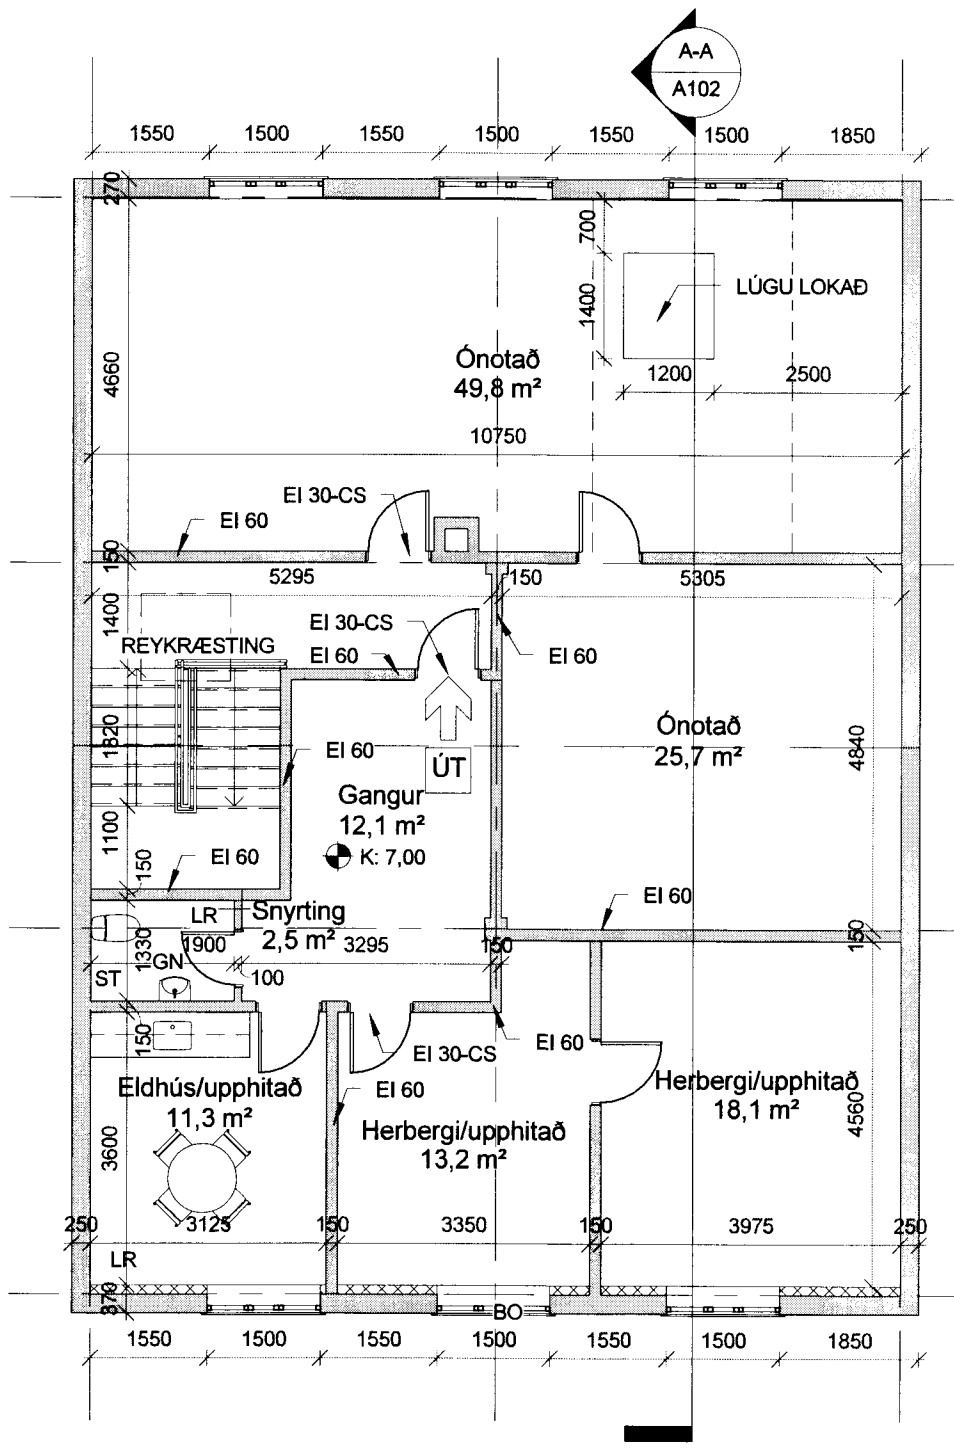 A-A
A102
1550 1500 1550 1500 1550 1500 1850
270
700
LÚGU LOKAÐ
1400
4660
Ónotað
49,8 m²
1200 2500
10750
EI 30-CS
EI 60
150
5295 150 5305
1400
EI 30-CS
REYKRÆSTING
EI 60 EI 60
1820
EI 60
ÚT
Ónotað
25,7 m²
4840
Gangur
12,1 m²
K: 7,00
1100
150
EI 60
EI 60
LR
Snyrting
2,5 m²
1330
1900 3295 150 150
ST GN 100
150
EI 30-CS EI 60
Eldhús/upphitað
11,3 m²
EI 60
Herbergi/upphitað
18,1 m²
Herbergi/upphitað
13,2 m²
3600
4560
250 3125 150 3350 150 3975 250
LR
370
BO
1550 1500 1550 1500 1550 1500 1850